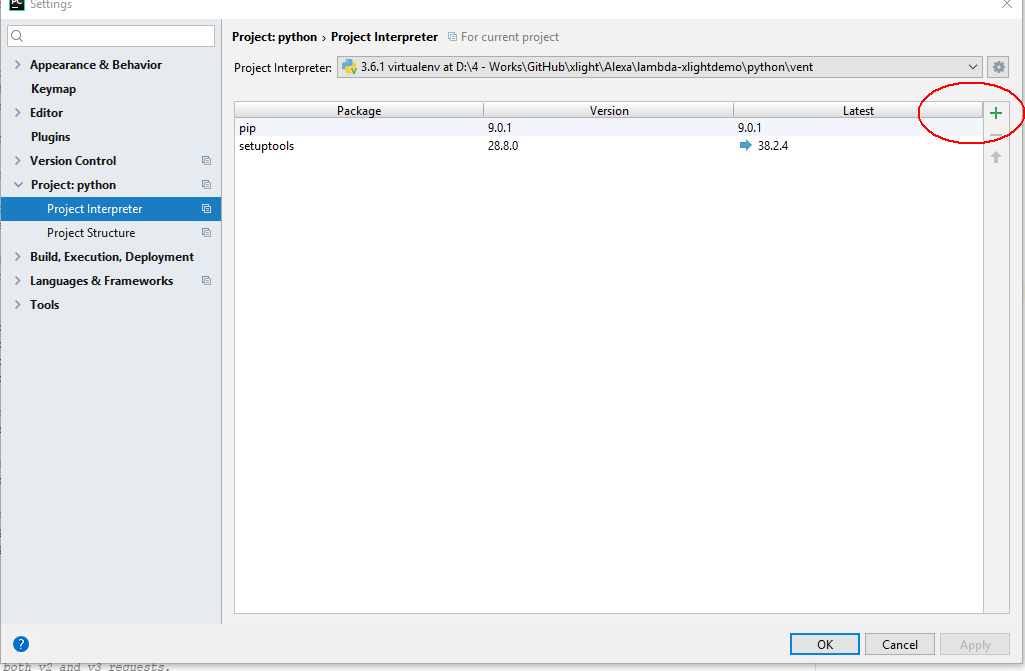 PC Settings
Project: python › Project Interpreter For current project
Appearance & Behavior
Project Interpreter: 3.6.1 virtualenv at D:\4 - Works\GitHub\xlight\Alexa\lambda-xlightdemo\python\vent
Keymap
Editor
Package Version Latest
pip 9.0.1 9.0.1
Plugins
setuptools 28.8.0 38.2.4
Version Control
Project: python
Project Interpreter
Project Structure
Build, Execution, Deployment
Languages & Frameworks
Tools
? OK Cancel Apply
both v2 and v3 requests.